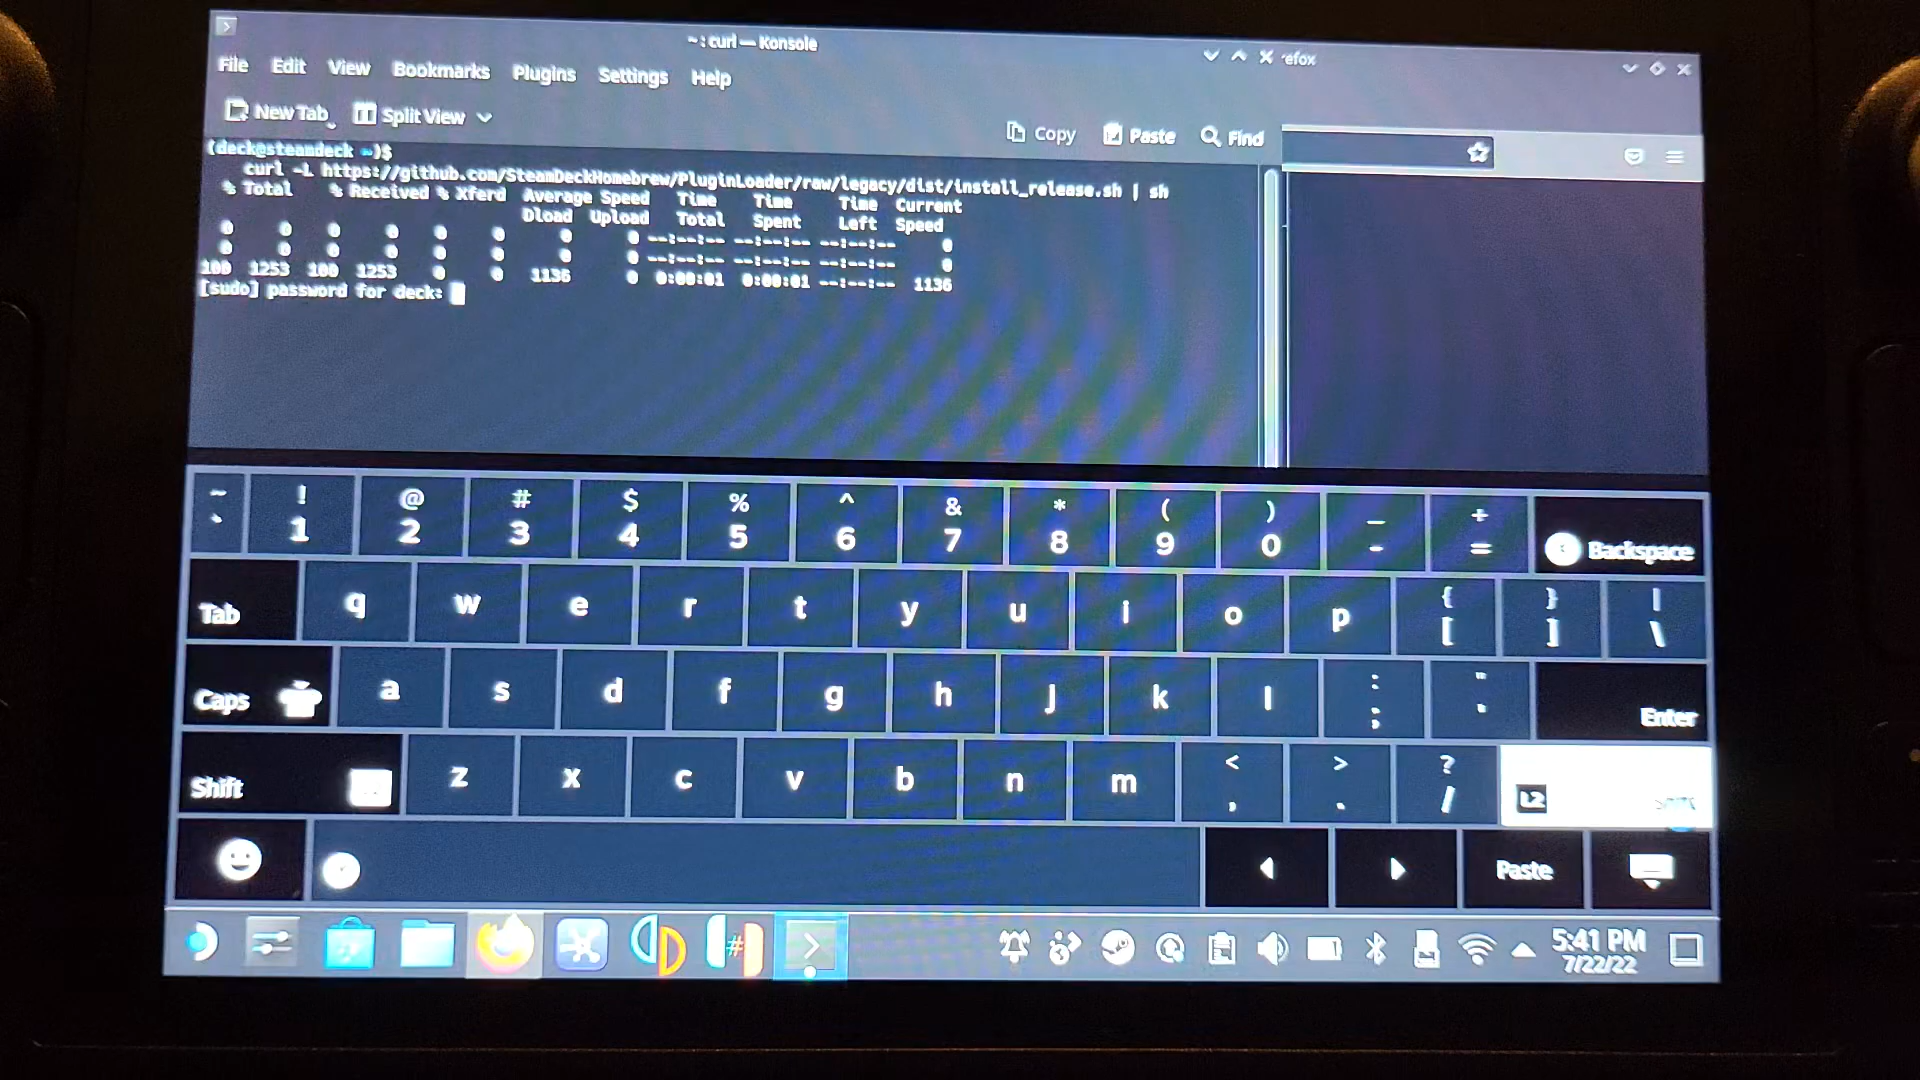 ~ : curl — Konsole
efox
File Edit View Bookmarks Plugins Settings Help
New Tab Split View
Copy Paste Find
(deck@steamdeck ~)$
curl -L https://github.com/SteamDeckHomebrew/PluginLoader/raw/legacy/dist/install_release.sh | sh
% Total % Received % Xferd Average Speed Time Time Time Current
Dload Upload Total Spent Left Speed
0 0 0 0 0 0 0 0 --:--:-- --:--:-- --:--:-- 0
0 0 0 0 0 0 0 0 --:--:-- --:--:-- --:--:-- 0
100 1253 100 1253 0 0 1136 0 0:00:01 0:00:01 --:--:-- 1136
[sudo] password for deck:
~ ! @ # $ % ^ & * ( ) _ +
` 1 2 3 4 5 6 7 8 9 0 - = Backspace
Tab q w e r t y u i o p { [ } ] | \
Caps a s d f g h j k l : ; " ' Enter
Shift z x c v b n m < , > . ? / L2
Paste
#
5:41 PM
7/22/22